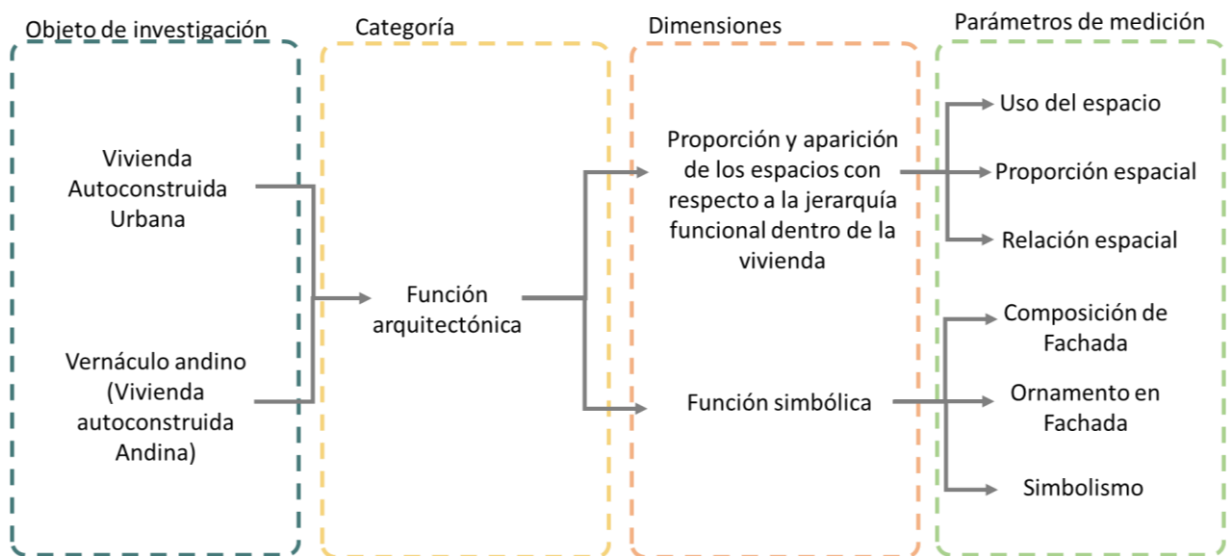 Objeto de investigación
Categoría
Dimensiones
Parámetros de medición
Vivienda
Autoconstruida
Urbana
Vernáculo andino
(Vivienda
autoconstruida
Andina)
Función
arquitectónica
Proporción y aparición
de los espacios con
respecto a la jerarquía
funcional dentro de la
vivienda
Función simbólica
Uso del espacio
Proporción espacial
Relación espacial
Composición de
Fachada
Ornamento en
Fachada
Simbolismo